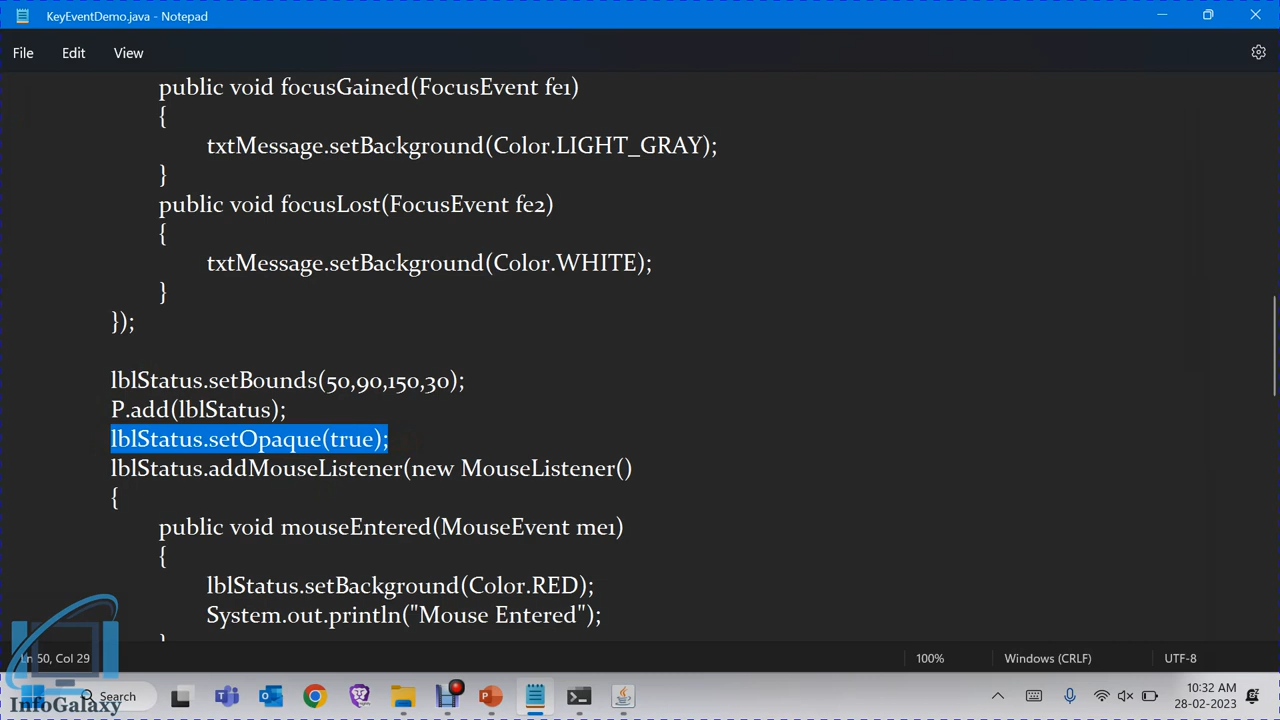 KeyEventDemo.java - Notepad
File Edit View
public void focusGained(FocusEvent fe1)
{
txtMessage.setBackground(Color.LIGHT_GRAY);
}
public void focusLost(FocusEvent fe2)
{
txtMessage.setBackground(Color.WHITE);
}
});
lblStatus.setBounds(50,90,150,30);
P.add(lblStatus);
lblStatus.setOpaque(true);
lblStatus.addMouseListener(new MouseListener()
{
public void mouseEntered(MouseEvent me1)
{
lblStatus.setBackground(Color.RED);
System.out.println("Mouse Entered");
}
Ln 50, Col 29 100% Windows (CRLF) UTF-8
Search
10:32 AM
28-02-2023
InfoGalaxy